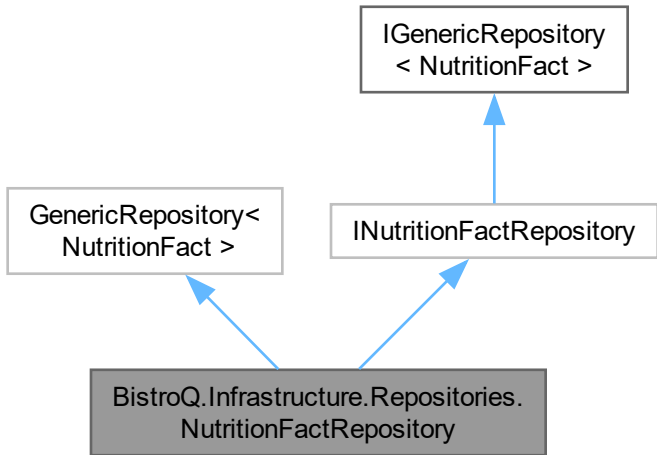 IGenericRepository
< NutritionFact >
GenericRepository<
NutritionFact >
INutritionFactRepository
BistroQ.Infrastructure.Repositories.
NutritionFactRepository